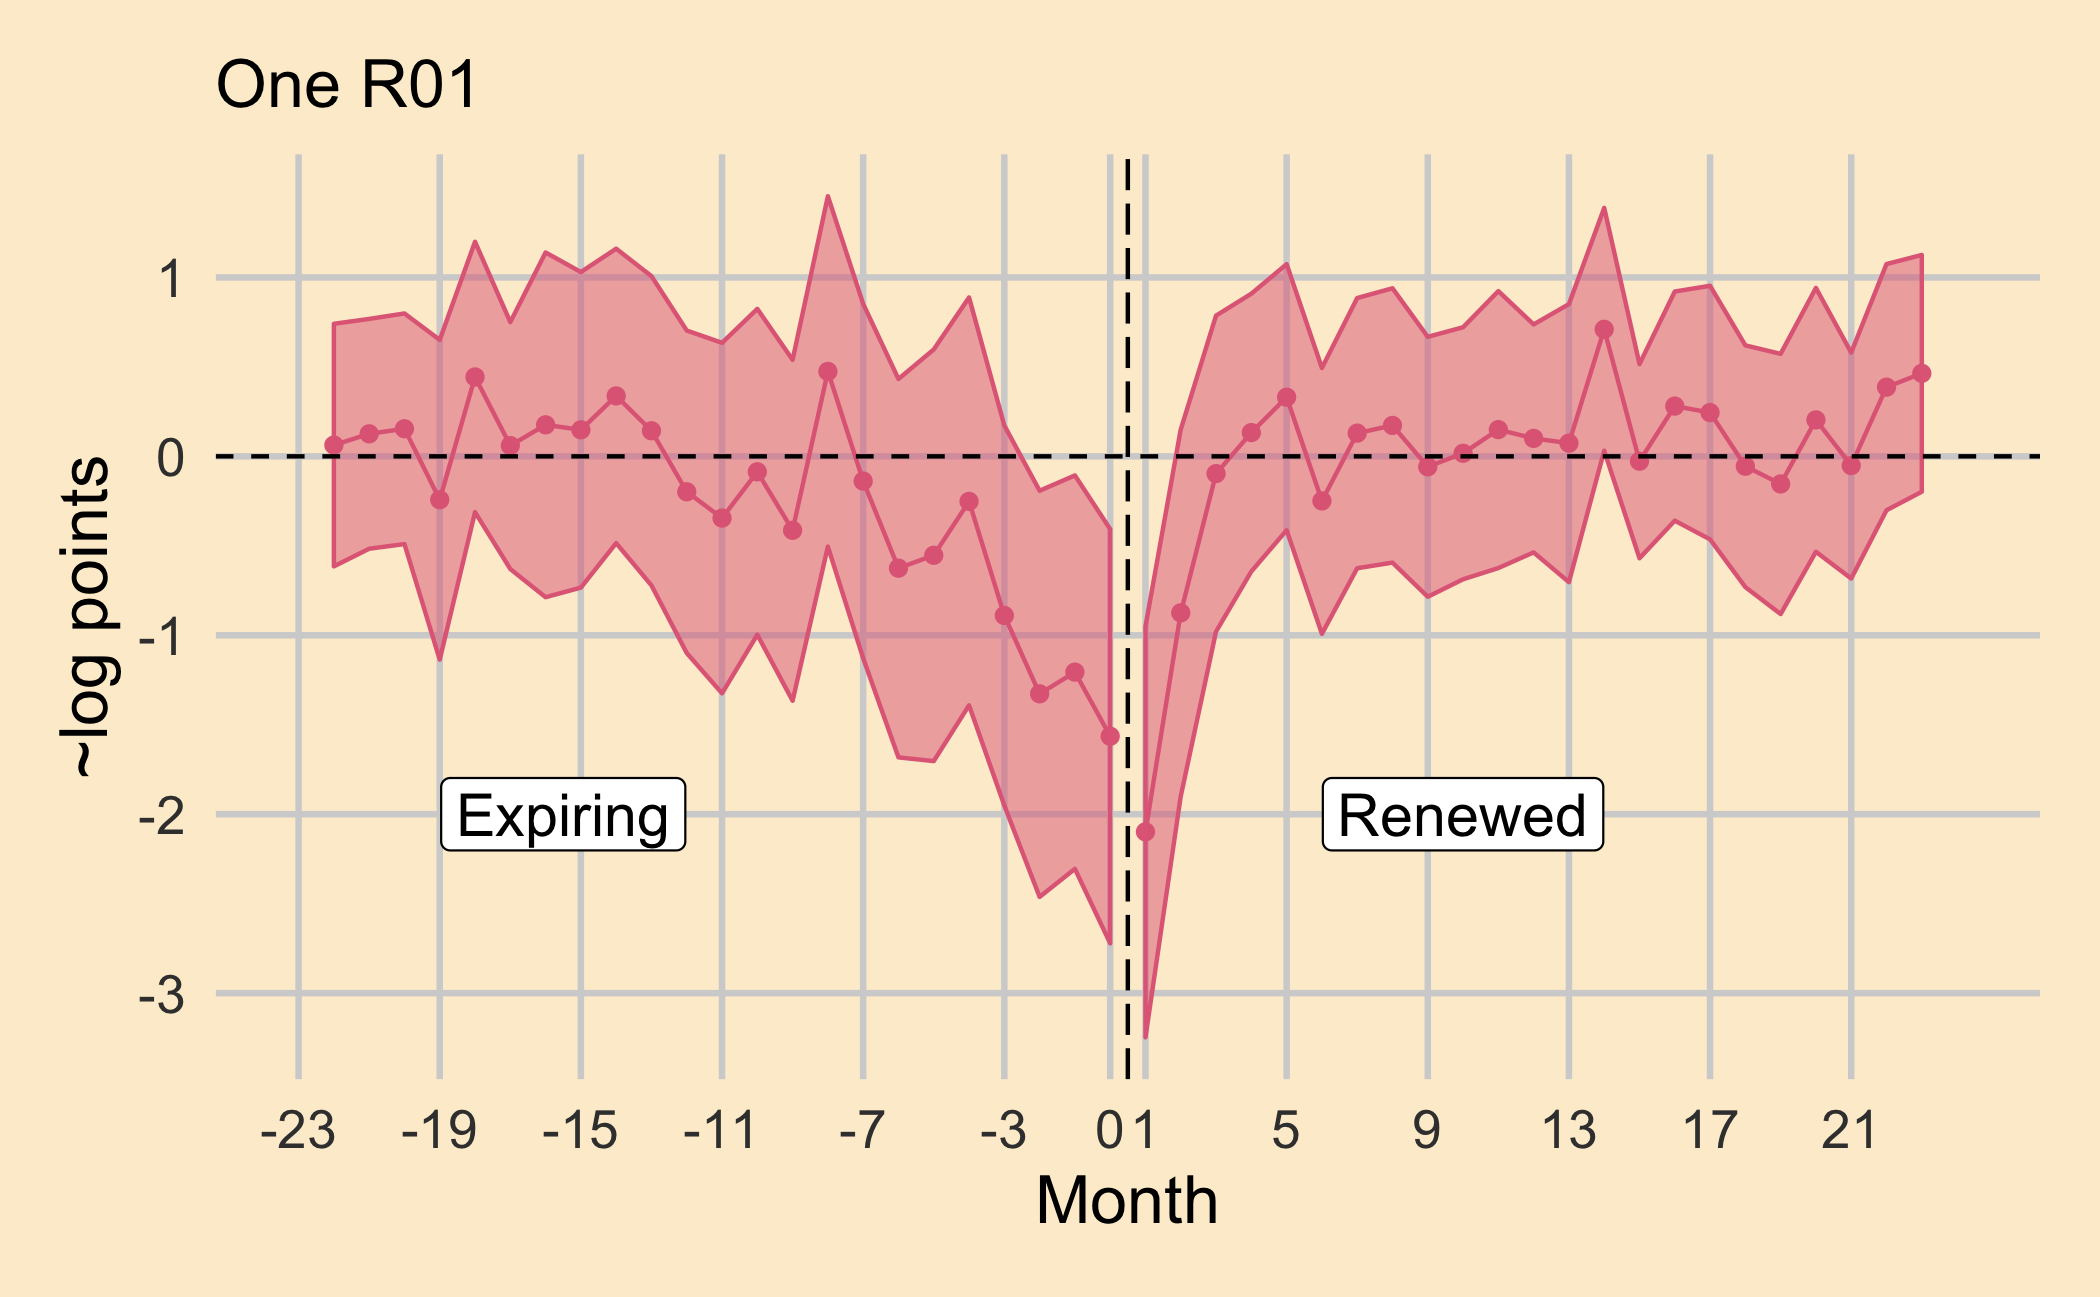 One R01
~log points
1
0
-1
-2
-3
Expiring
Renewed
-23 -19 -15 -11 -7 -3 0 1 5 9 13 17 21
Month